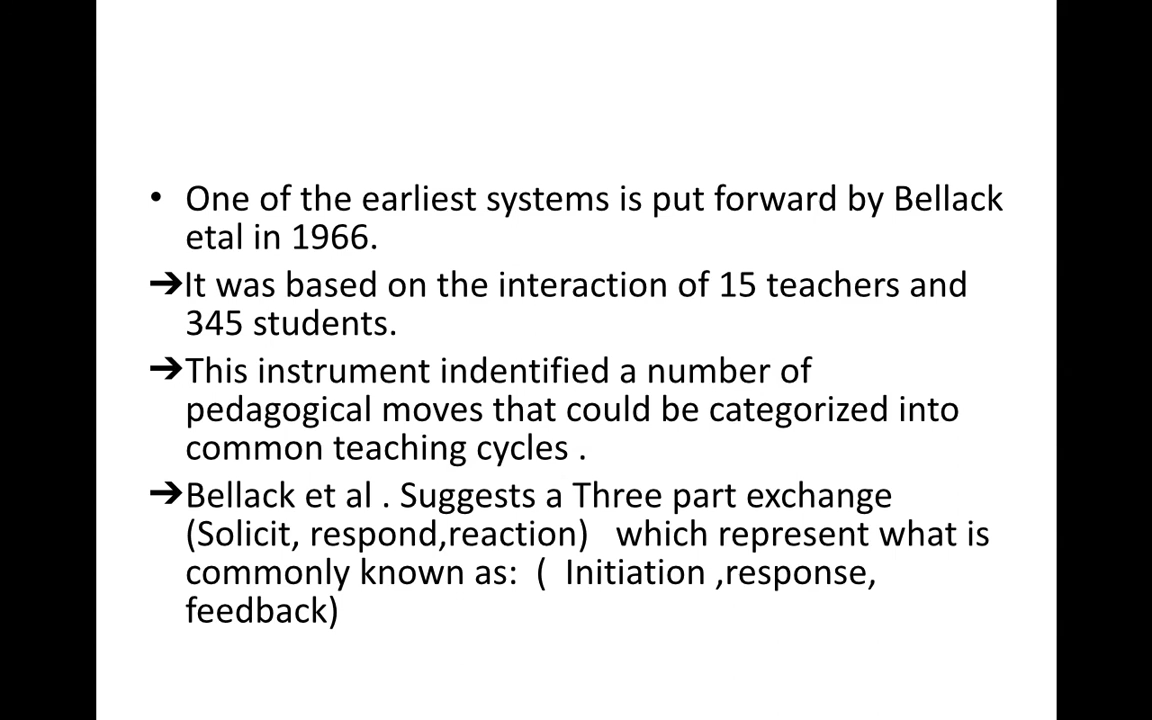 • One of the earliest systems is put forward by Bellack
etal in 1966.
➔It was based on the interaction of 15 teachers and
345 students.
➔This instrument indentified a number of
pedagogical moves that could be categorized into
common teaching cycles .
➔Bellack et al . Suggests a Three part exchange
(Solicit, respond,reaction)   which represent what is
commonly known as:  (  Initiation ,response,
feedback)